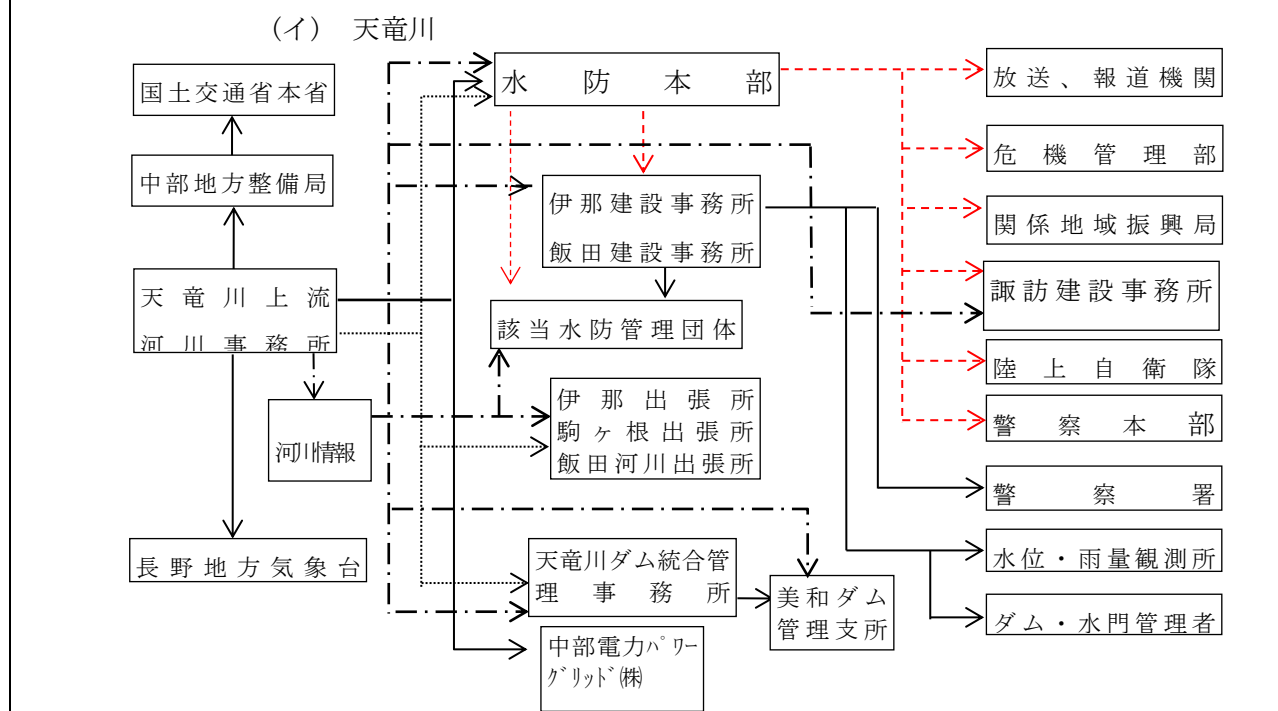 (イ) 天竜川
国土交通省本省
中部地方整備局
天竜川上流
河川事務所
河川情報
長野地方気象台
水防本部
伊那建設事務所
飯田建設事務所
該当水防管理団体
伊那出張所
駒ヶ根出張所
飯田河川出張所
天竜川ダム統合管
理事務所
中部電力パワー
グリッド(株)
美和ダム
管理支所
放送、報道機関
危機管理部
関係地域振興局
諏訪建設事務所
陸上自衛隊
警察本部
警察署
水位・雨量観測所
ダム・水門管理者